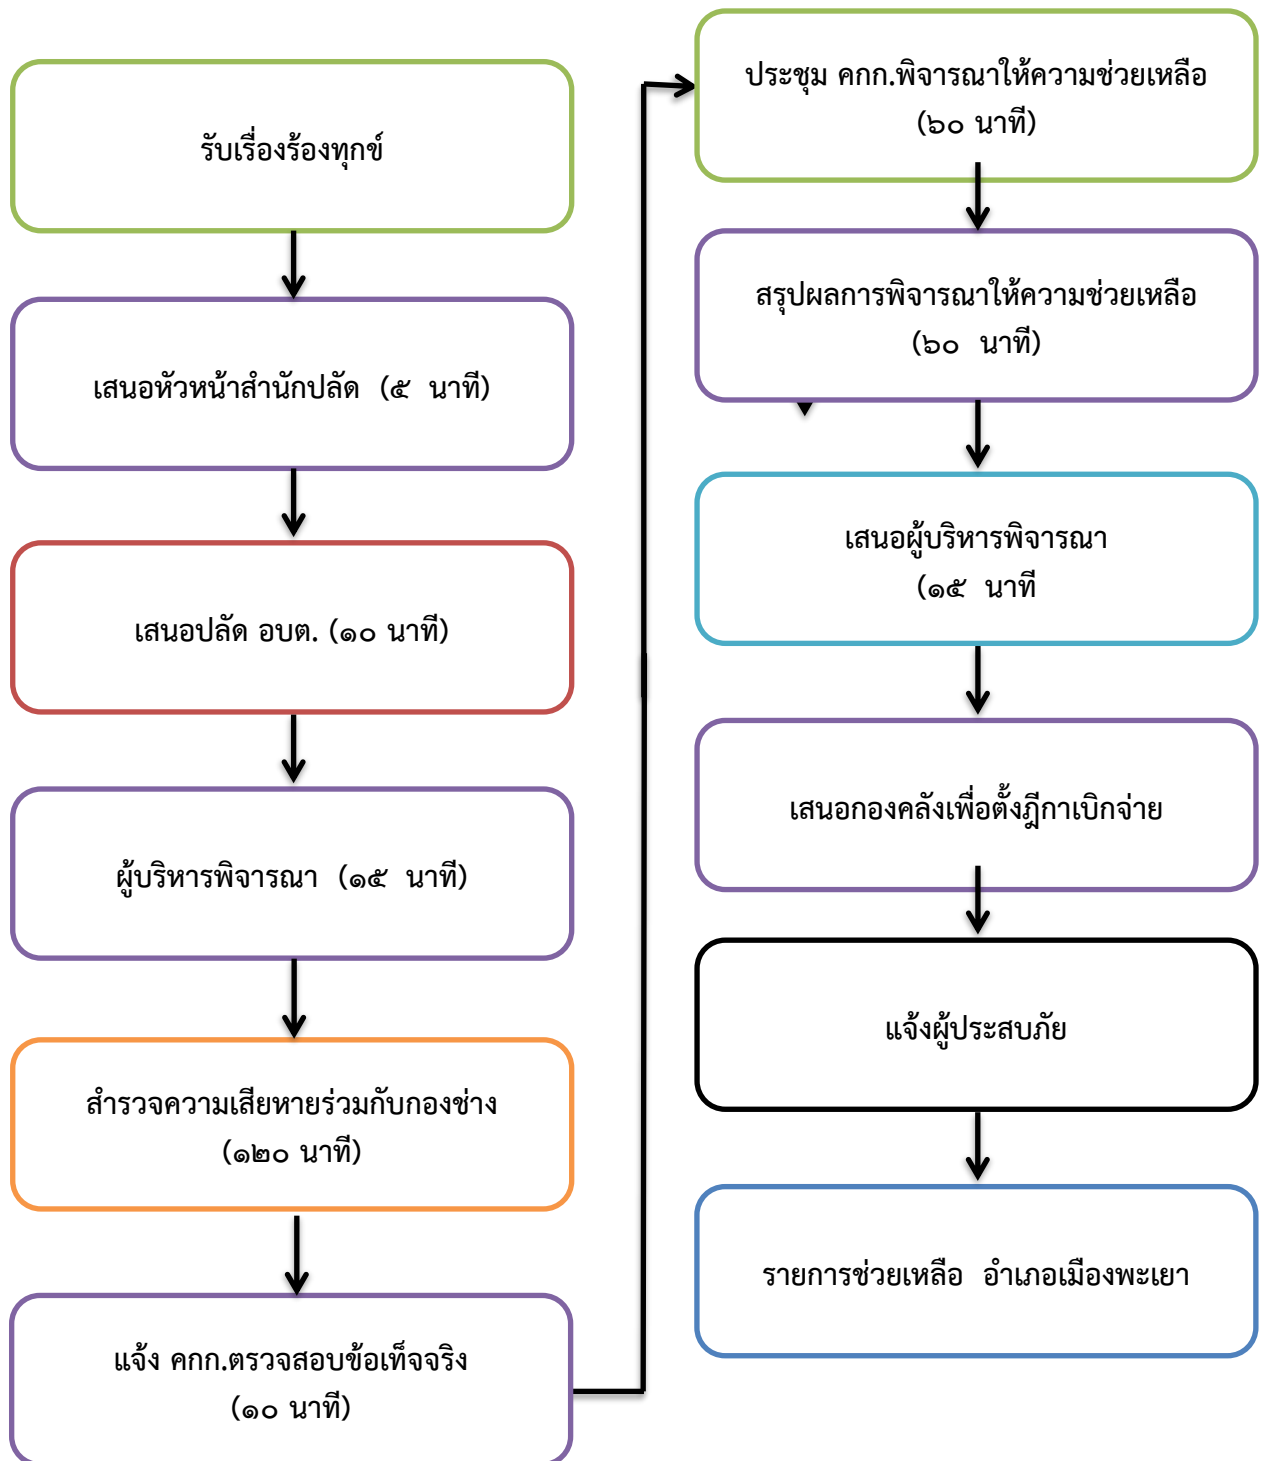 รับเรื่องร้องทุกข์
เสนอหัวหน้าสำนักปลัด (๕ นาที)
เสนอปลัด อบต. (๑๐ นาที)
ผู้บริหารพิจารณา (๑๕ นาที)
สำรวจความเสียหายร่วมกับกองช่าง
(๑๒๐ นาที)
แจ้ง คกก.ตรวจสอบข้อเท็จจริง
(๑๐ นาที)
ประชุม คกก.พิจารณาให้ความช่วยเหลือ
(๖๐ นาที)
สรุปผลการพิจารณาให้ความช่วยเหลือ
(๖๐ นาที)
เสนอผู้บริหารพิจารณา
(๑๕ นาที
เสนอกองคลังเพื่อตั้งฎีกาเบิกจ่าย
แจ้งผู้ประสบภัย
รายการช่วยเหลือ อำเภอเมืองพะเยา